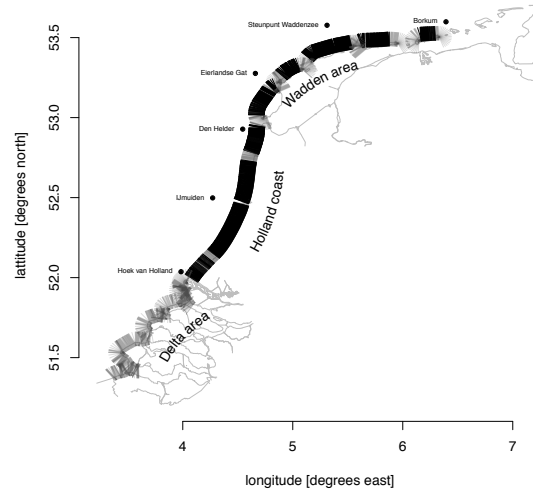 Steunpunt Waddenzee
Borkum
53.5
Eierlandse Gat
Wadden area
53.0
Den Helder
lattitude [degrees north]
52.5
IJmuiden
Holland coast
52.0
Hoek van Holland
Delta area
51.5
4 5 6 7
longitude [degrees east]